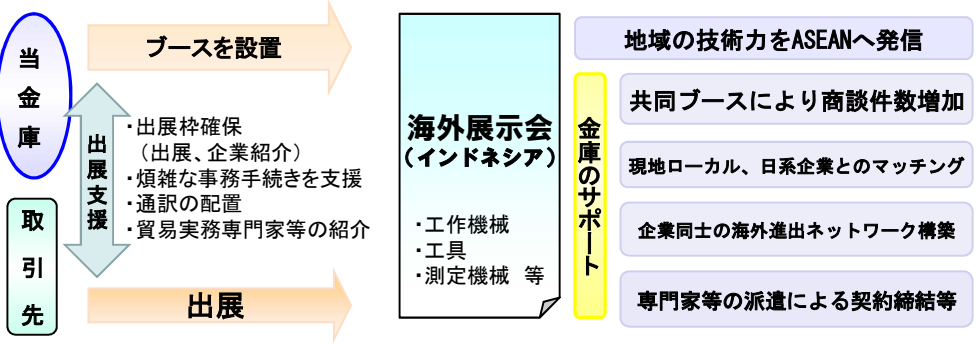 当金庫
ブースを設置
出展支援
・出展枠確保
（出展、企業紹介）
・煩雑な事務手続きを支援
・通訳の配置
・貿易実務専門家等の紹介
取引先
出展
海外展示会
（インドネシア）
・工作機械
・工具
・測定機械　等
金庫のサポート
地域の技術力をASEANへ発信
共同ブースにより商談件数増加
現地ローカル、日系企業とのマッチング
企業同士の海外進出ネットワーク構築
専門家等の派遣による契約締結等